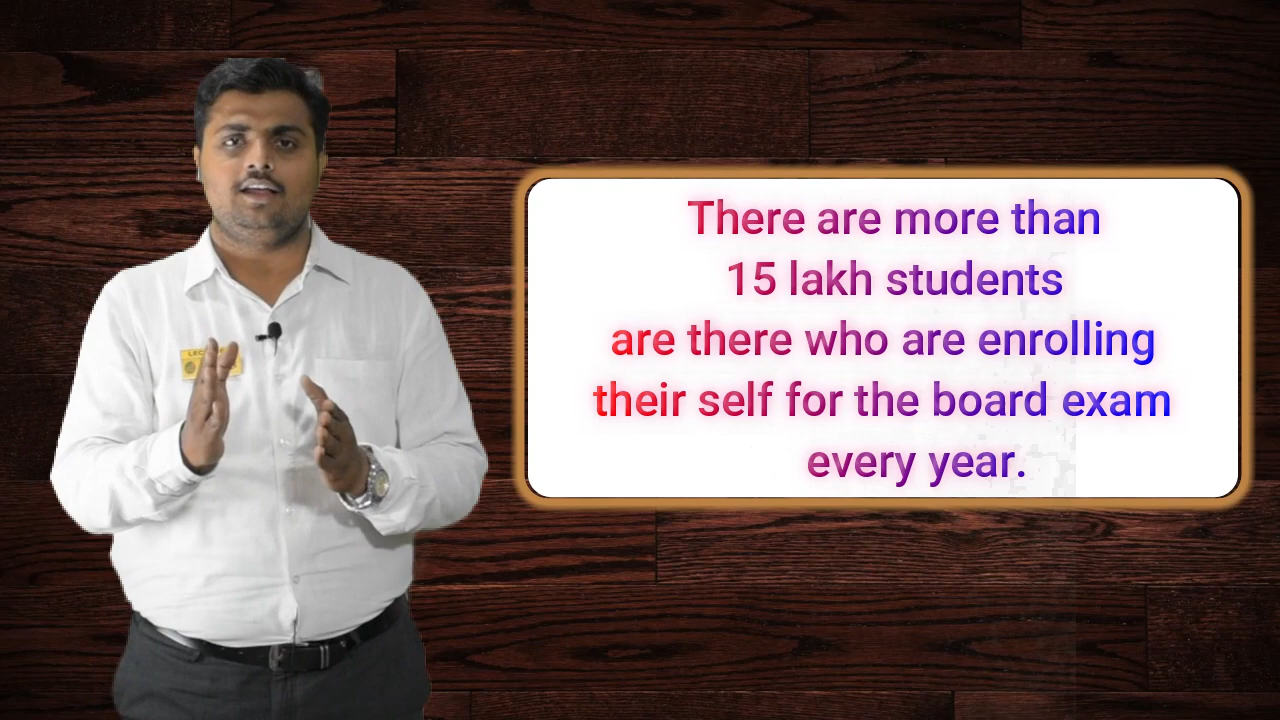 There are more than
15 lakh students
are there who are enrolling
their self for the board exam
every year.